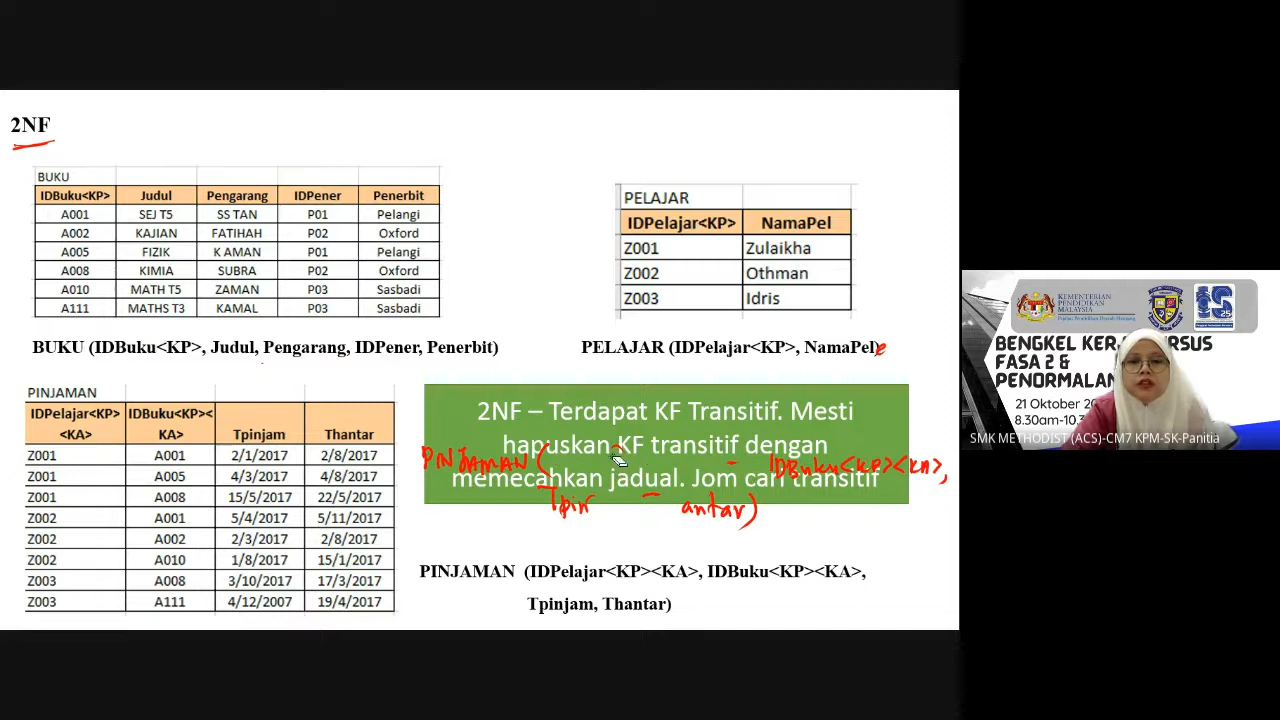 2NF
BUKU
IDBuku<KP> Judul Pengarang IDPener Penerbit
A001 SEJ T5 SS TAN P01 Pelangi
A002 KAJIAN FATIHAH P02 Oxford
A005 FIZIK K AMAN P01 Pelangi
A008 KIMIA SUBRA P02 Oxford
A010 MATH T5 ZAMAN P03 Sasbadi
A111 MATHS T3 KAMAL P03 Sasbadi
BUKU (IDBuku<KP>, Judul, Pengarang, IDPener, Penerbit)
PELAJAR
IDPelajar<KP> NamaPel
Z001 Zulaikha
Z002 Othman
Z003 Idris
PELAJAR (IDPelajar<KP>, NamaPel)
PINJAMAN
IDPelajar<KP> IDBuku<KP><
<KA> KA> Tpinjam Thantar
Z001 A001 2/1/2017 2/8/2017
Z001 A005 4/3/2017 4/8/2017
Z001 A008 15/5/2017 22/5/2017
Z002 A001 5/4/2017 5/11/2017
Z002 A002 2/3/2017 2/8/2017
Z002 A010 1/8/2017 15/1/2017
Z003 A008 3/10/2017 17/3/2017
Z003 A111 4/12/2007 19/4/2017
2NF – Terdapat KF Transitif. Mesti
hapuskan KF transitif dengan
memecahkan jadual. Jom cari transitif
PINJAMAN ( IDBuku<KP><KA>,
Tpin antar)
PINJAMAN (IDPelajar<KP><KA>, IDBuku<KP><KA>,
Tpinjam, Thantar)
KEMENTERIAN
PENDIDIKAN
MALAYSIA
BENGKEL KERJA KURSUS
FASA 2 &
PENORMALAN
21 Oktober 20
8.30am-10.3
SMK METHODIST (ACS)-CM7 KPM-SK-Panitia